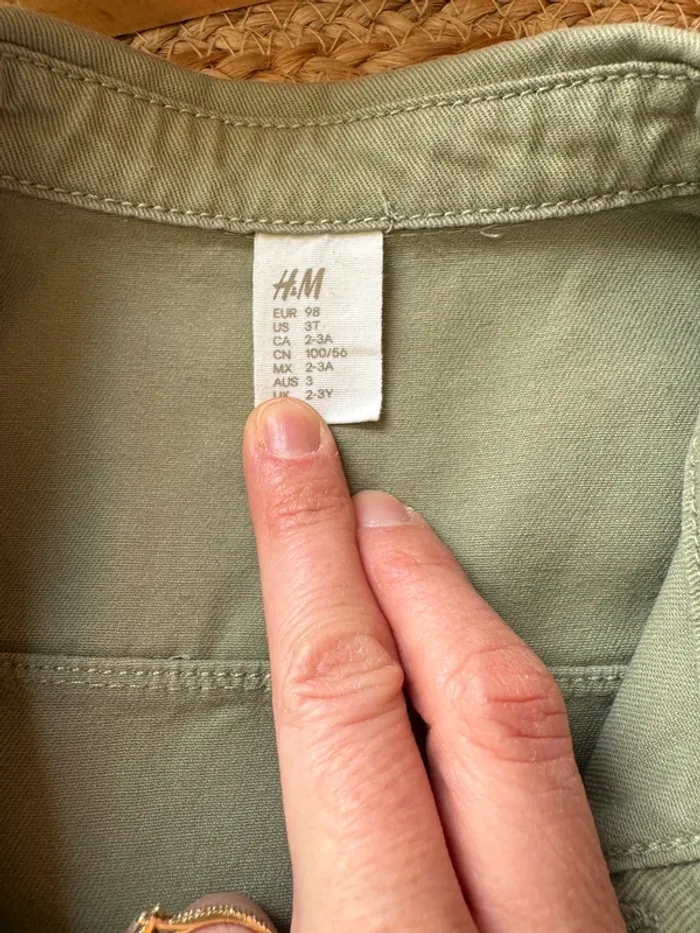 H&M
EUR 98
US 3T
CA 2-3A
CN 100/56
MX 2-3A
AUS 3
UK 2-3Y